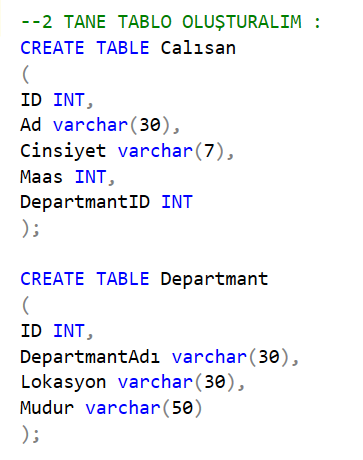 --2 TANE TABLO OLUŞTURALIM :
CREATE TABLE Calısan
(
ID INT,
Ad varchar(30),
Cinsiyet varchar(7),
Maas INT,
DepartmantID INT
);
CREATE TABLE Departmant
(
ID INT,
DepartmantAdı varchar(30),
Lokasyon varchar(30),
Mudur varchar(50)
);